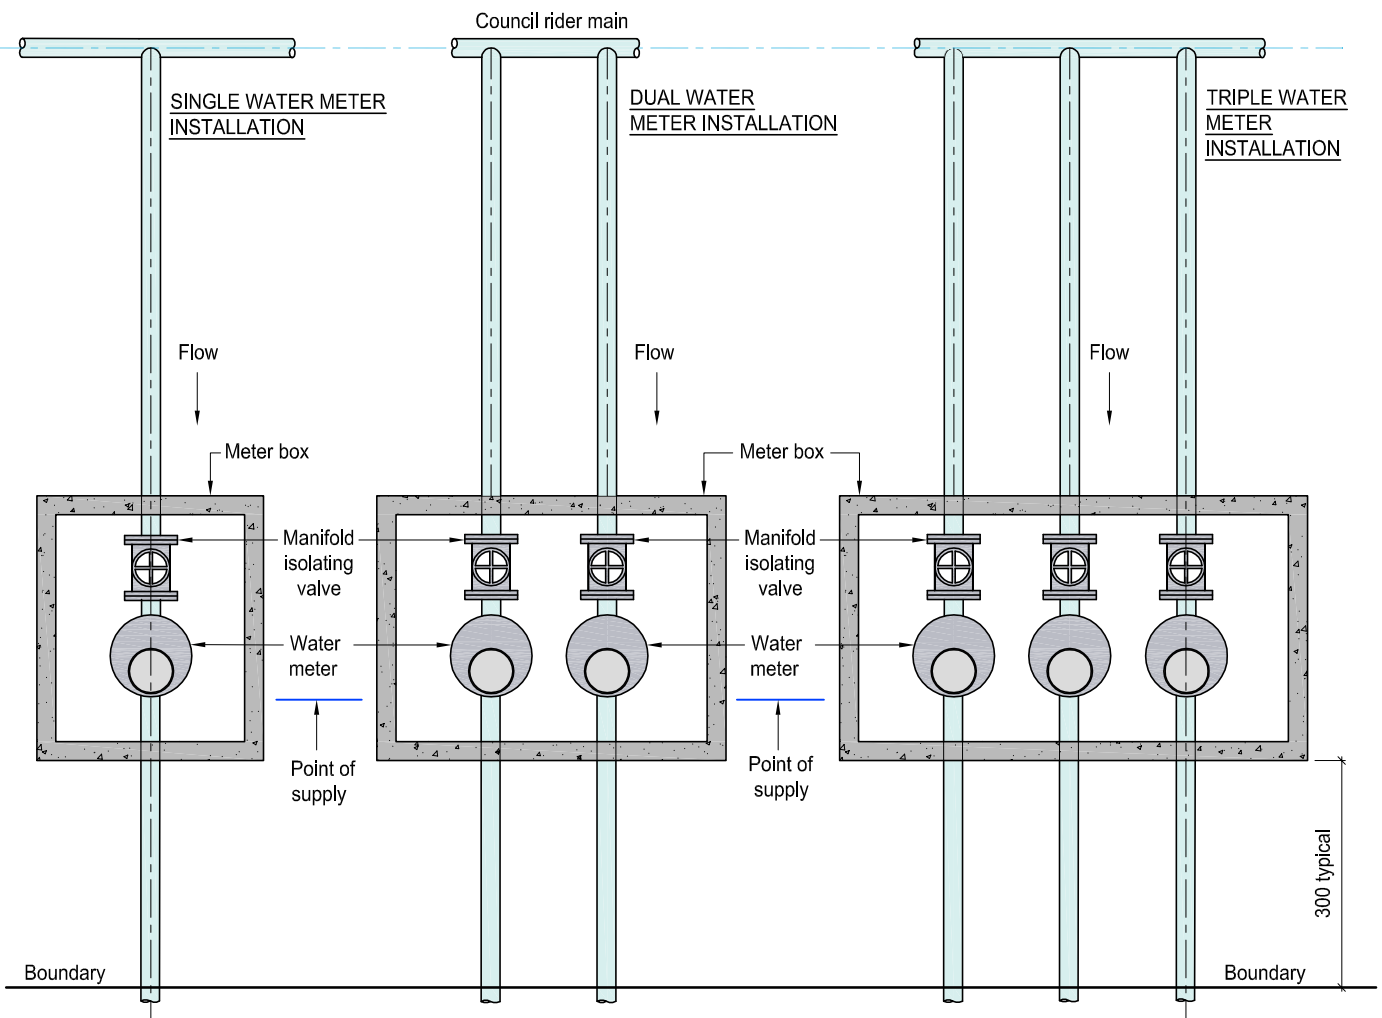 Council rider main
SINGLE WATER METER
INSTALLATION
DUAL WATER
METER INSTALLATION
TRIPLE WATER
METER
INSTALLATION
Flow
Flow
Flow
Meter box
Meter box
Manifold
isolating
valve
Manifold
isolating
valve
Water
meter
Water
meter
Point of
supply
Point of
supply
300 typical
Boundary
Boundary